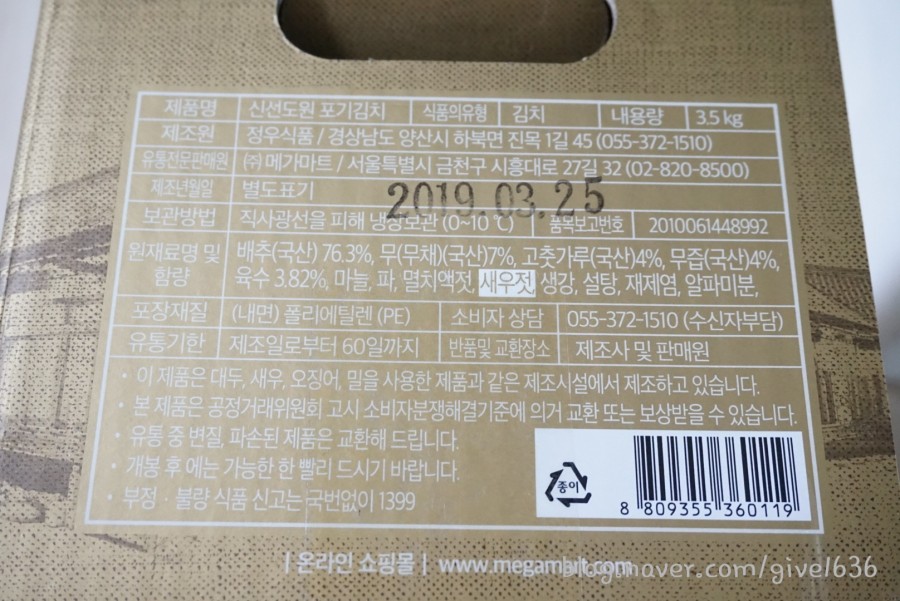 제품명 신선도원 포기김치 식품의유형 김치 내용량 3.5 kg
제조원 정우식품 / 경상남도 양산시 하북면 진목 1길 45 (055-372-1510)
유통전문판매원 ㈜ 메가마트 / 서울특별시 금천구 시흥대로 27길 32 (02-820-8500)
제조년월일 별도표기 2019.03.25
보관방법 직사광선을 피해 냉장보관 (0~10℃) 품목보고번호 2010061448992
원재료명 및 함량 배추(국산) 76.3%, 무(무채)(국산)7%, 고춧가루(국산)4%, 무즙(국산)4%,
육수 3.82%, 마늘, 파, 멸치액젓, 새우젓, 생강, 설탕, 재제염, 알파미분,
포장재질 (내면) 폴리에틸렌 (PE) 소비자 상담 055-372-1510 (수신자부담)
유통기한 제조일로부터 60일까지 반품및 교환장소 제조사 및 판매원
· 이 제품은 대두, 새우, 오징어, 밀을 사용한 제품과 같은 제조시설에서 제조하고 있습니다.
· 본 제품은 공정거래위원회 고시 소비자분쟁해결기준에 의거 교환 또는 보상받을 수 있습니다.
· 유통 중 변질, 파손된 제품은 교환해 드립니다.
· 개봉 후 에는 가능한 한 빨리 드시기 바랍니다.
· 부정 · 불량 식품 신고는 국번없이 1399
종이
8 809355 360119
| 온라인 쇼핑몰 | www.megamart.com
blog.naver.com/give1636